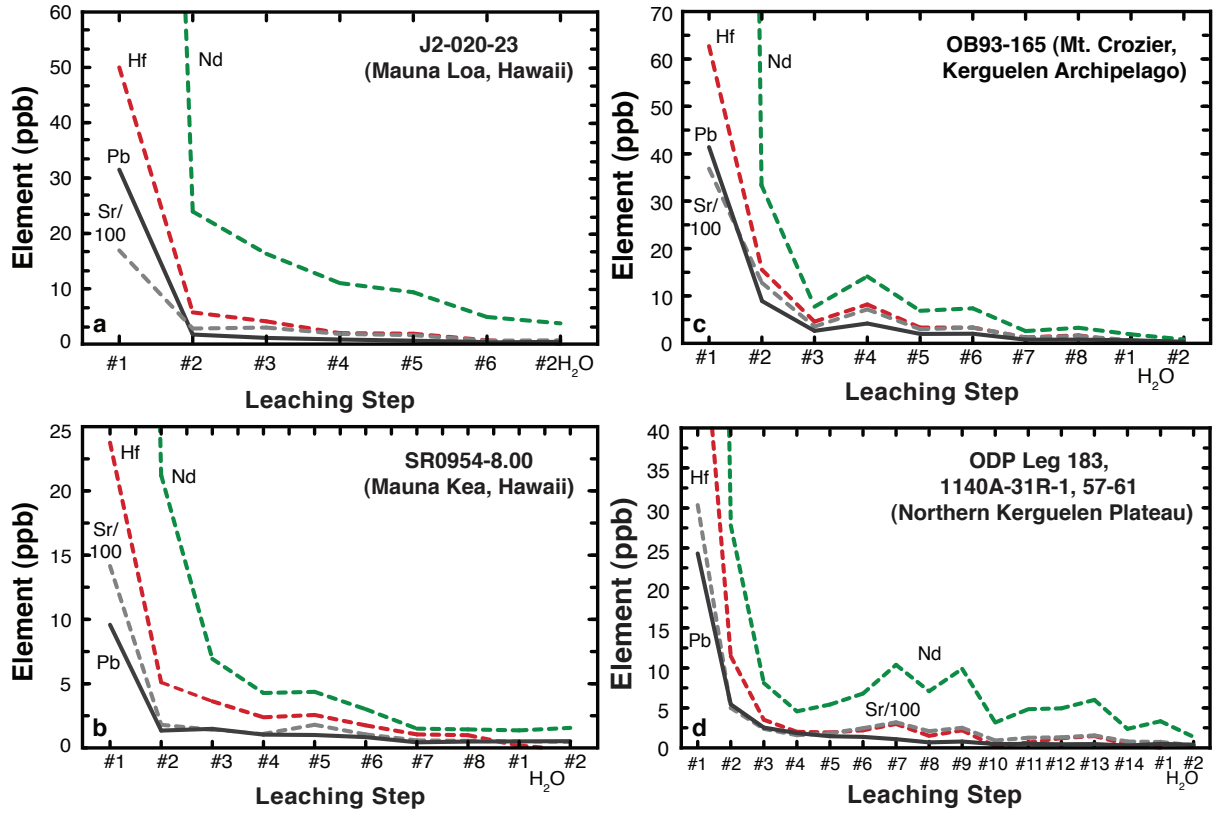 60
50
40
30
20
10
0
Element (ppb)
Hf
Nd
Pb
Sr/
100
J2-020-23
(Mauna Loa, Hawaii)
a
#1 #2 #3 #4 #5 #6 #2H₂O
Leaching Step
70
60
50
40
30
20
10
0
Element (ppb)
Nd
Hf
Pb
Sr/
100
OB93-165 (Mt. Crozier,
Kerguelen Archipelago)
c
#1 #2 #3 #4 #5 #6 #7 #8 #1 #2
H₂O
Leaching Step
25
20
15
10
5
0
Element (ppb)
Hf
Nd
Sr/
100
Pb
SR0954-8.00
(Mauna Kea, Hawaii)
b
#1 #2 #3 #4 #5 #6 #7 #8 #1 #2
H₂O
Leaching Step
40
35
30
25
20
15
10
5
0
Element (ppb)
Hf
Pb
Nd
Sr/100
ODP Leg 183,
1140A-31R-1, 57-61
(Northern Kerguelen Plateau)
d
#1 #2 #3 #4 #5 #6 #7 #8 #9 #10 #11 #12 #13 #14 #1 #2
H₂O
Leaching Step